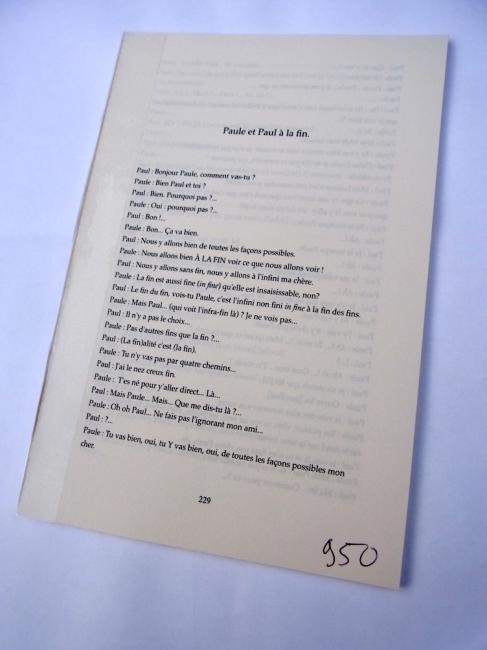 Paule et Paul à la fin.
Paul : Bonjour Paule, comment vas-tu ?
Paule : Bien Paul et toi ?
Paul : Bien. Pourquoi pas ?...
Paule : Oui : pourquoi pas ?...
Paul : Bon !...
Paule : Bon... Ça va bien.
Paul : Nous y allons bien de toutes les façons possibles.
Paule : Nous allons bien À LA FIN voir ce que nous allons voir !
Paul : Nous y allons sans fin, nous y allons à l'infini ma chère.
Paule : La fin est aussi fine (in fine) qu'elle est insaisissable, non?
Paul : Le fin du fin, vois-tu Paule, c'est l'infini non fini in fine à la fin des fins.
Paule : Mais Paul... (qui voit l'infra-fin là) ? Je ne vois pas...
Paul : Il n'y a pas le choix...
Paule : Pas d'autres fins que la fin ?...
Paul : (La fin)alité c'est (la fin).
Paule : Tu n'y vas pas par quatre chemins...
Paul : J'ai le nez creux fin.
Paule : T'es né pour y'aller direct... Là...
Paul : Mais Paule... Mais... Que me dis-tu là ?...
Paule : Oh oh Paul... Ne fais pas l'ignorant mon ami...
Paul : ?...
Paule : Tu vas bien, oui, tu Y vas bien, oui, de toutes les façons possibles mon
cher.
229
950